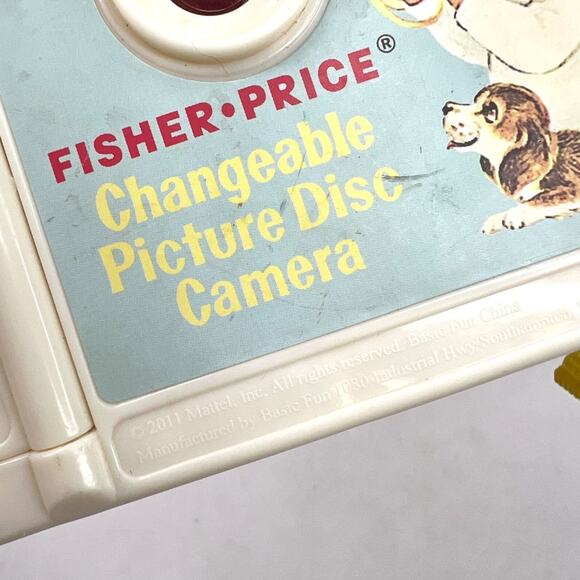 FISHER·PRICE®
Changeable
Picture Disc
Camera
© 2011 Mattel, Inc. All rights reserved. Basic Fun China
Manufactured by Basic Fun 1080 Industrial Hwy Southampton